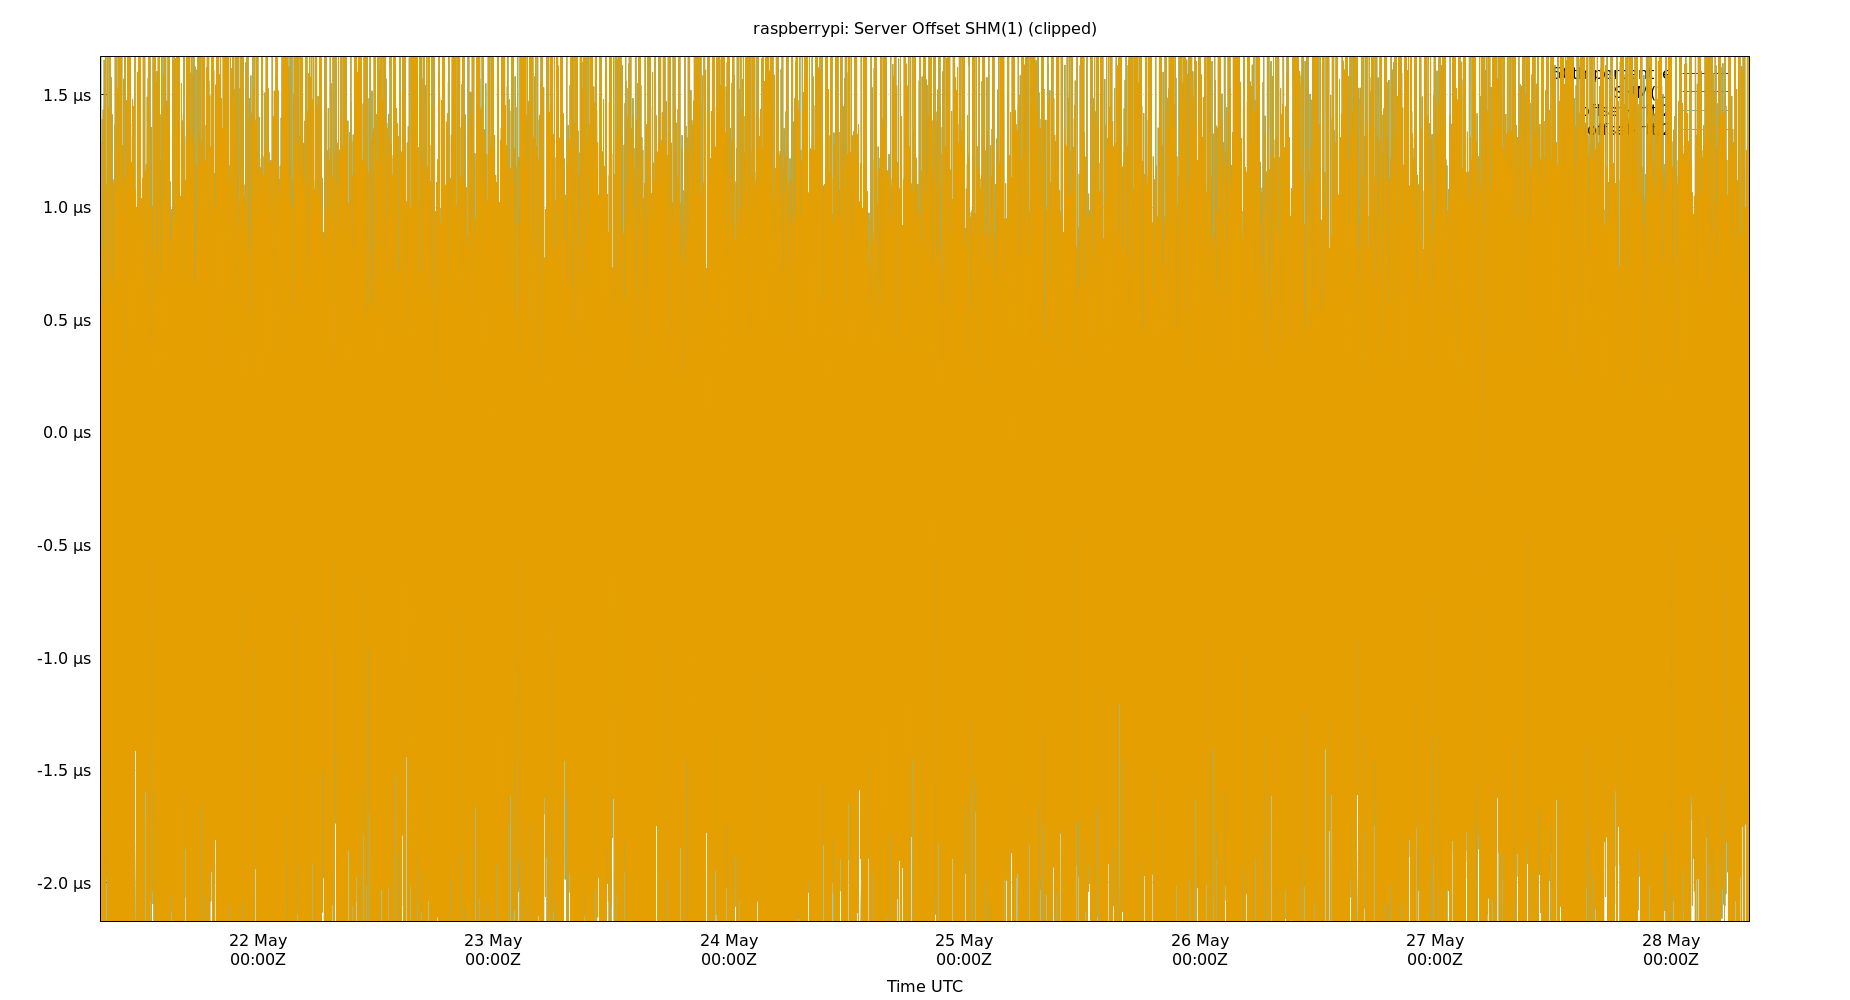 raspberrypi: Server Offset SHM(1) (clipped)
1.5 µs
1.0 µs
0.5 µs
0.0 µs
-0.5 µs
-1.0 µs
-1.5 µs
-2.0 µs
22 May 23 May 24 May 25 May 26 May 27 May 28 May
00:00Z 00:00Z 00:00Z 00:00Z 00:00Z 00:00Z 00:00Z
Time UTC